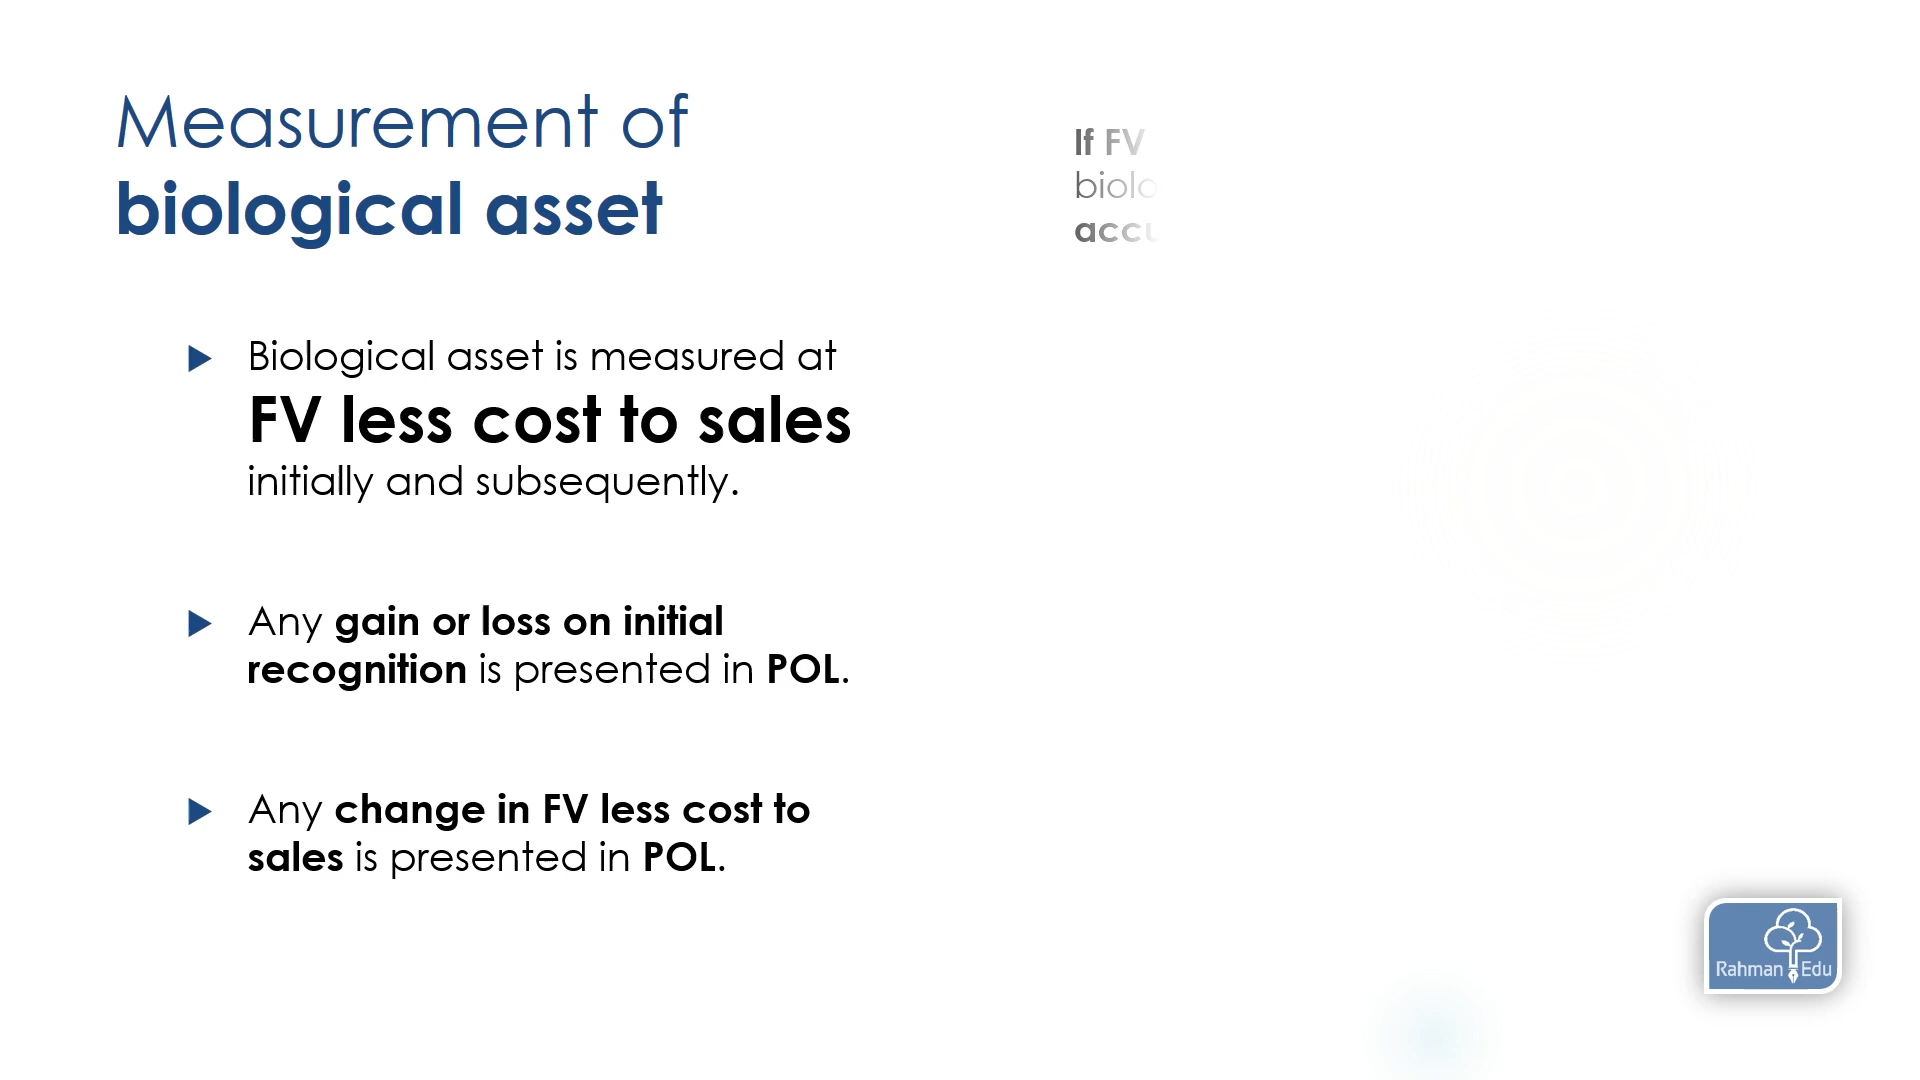 Measurement of
biological asset
Biological asset is measured at
FV less cost to sales
initially and subsequently.
Any gain or loss on initial
recognition is presented in POL.
Any change in FV less cost to
sales is presented in POL.
If FV
Rahman Edu